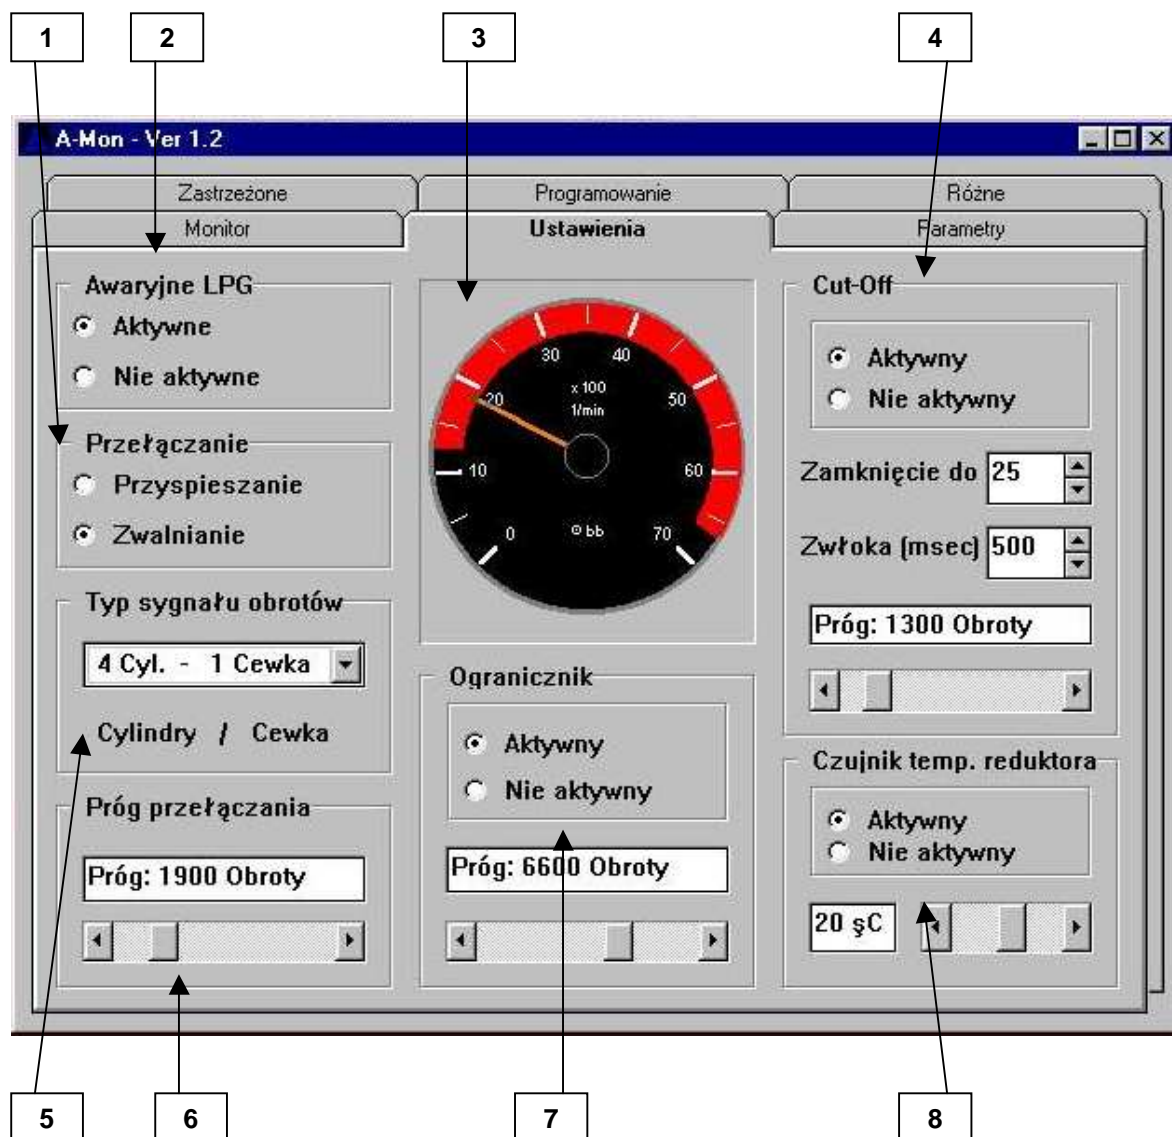 1
2
3
4
A-Mon - Ver 1.2
Zastrzeżone
Programowanie
Różne
Monitor
Ustawienia
Parametry
Awaryjne LPG
Aktywne
Nie aktywne
Przełączanie
Przyspieszanie
Zwalnianie
Typ sygnału obrotów
4 Cyl. - 1 Cewka
Cylindry / Cewka
Próg przełączania
Próg: 1900 Obroty
30
40
x 100
1/min
20
50
10
60
0
bb
70
Ogranicznik
Aktywny
Nie aktywny
Próg: 6600 Obroty
Cut-Off
Aktywny
Nie aktywny
Zamknięcie do 25
Zwłoka (msec) 500
Próg: 1300 Obroty
Czujnik temp. reduktora
Aktywny
Nie aktywny
20 şC
5
6
7
8